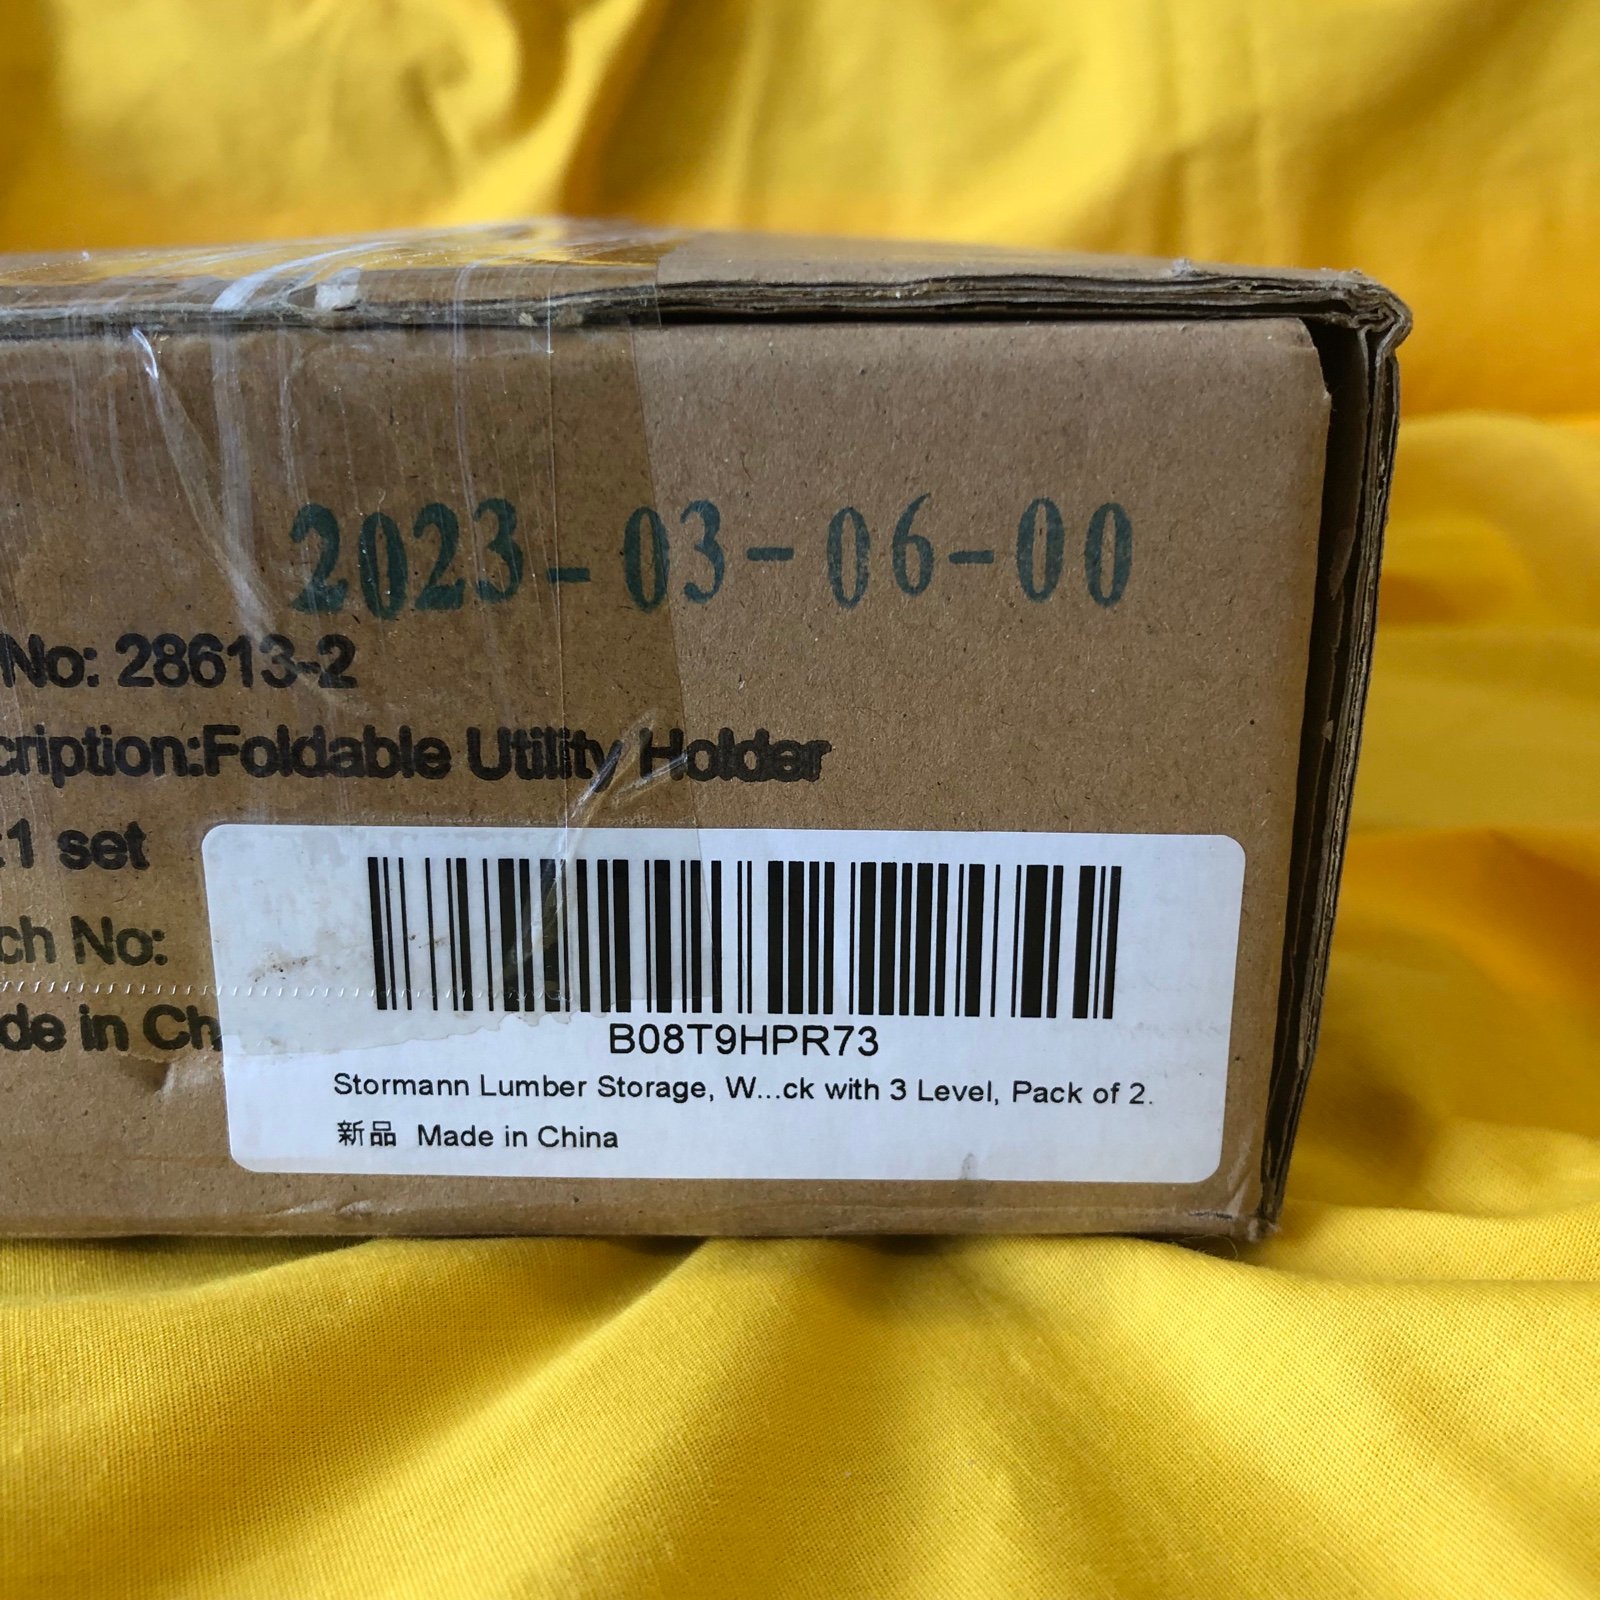 2023-03-06-00
No: 28613-2
cription:Foldable Utility Holder
:1 set
ch No:
de in Ch
B08T9HPR73
Stormann Lumber Storage, W...ck with 3 Level, Pack of 2.
新品 Made in China